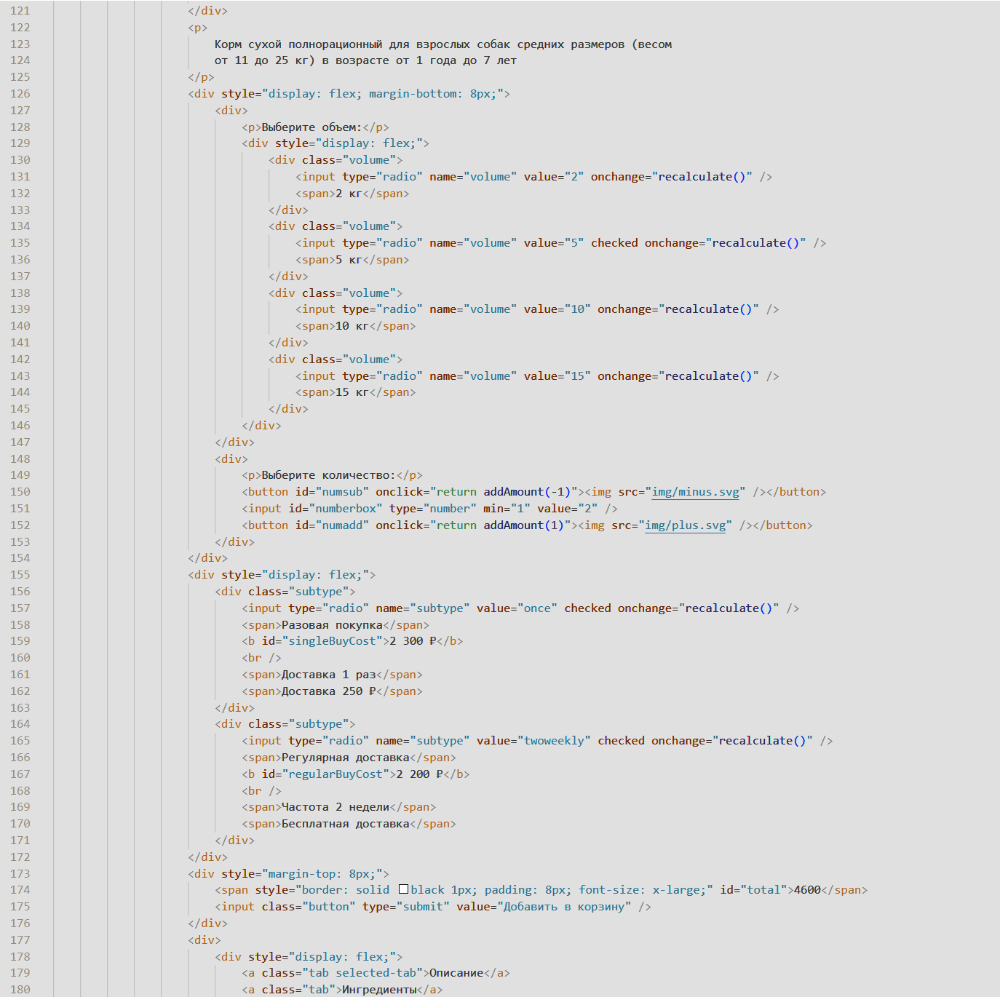 121 </div>
122 <p>
123 Корм сухой полнорационный для взрослых собак средних размеров (весом
124 от 11 до 25 кг) в возрасте от 1 года до 7 лет
125 </p>
126 <div style="display: flex; margin-bottom: 8px;">
127 <div>
128 <p>Выберите объем:</p>
129 <div style="display: flex;">
130 <div class="volume">
131 <input type="radio" name="volume" value="2" onchange="recalculate()" />
132 <span>2 кг</span>
133 </div>
134 <div class="volume">
135 <input type="radio" name="volume" value="5" checked onchange="recalculate()" />
136 <span>5 кг</span>
137 </div>
138 <div class="volume">
139 <input type="radio" name="volume" value="10" onchange="recalculate()" />
140 <span>10 кг</span>
141 </div>
142 <div class="volume">
143 <input type="radio" name="volume" value="15" onchange="recalculate()" />
144 <span>15 кг</span>
145 </div>
146 </div>
147 </div>
148 <div>
149 <p>Выберите количество:</p>
150 <button id="numsub" onclick="return addAmount(-1)"><img src="img/minus.svg" /></button>
151 <input id="numberbox" type="number" min="1" value="2" />
152 <button id="numadd" onclick="return addAmount(1)"><img src="img/plus.svg" /></button>
153 </div>
154 </div>
155 <div style="display: flex;">
156 <div class="subtype">
157 <input type="radio" name="subtype" value="once" checked onchange="recalculate()" />
158 <span>Разовая покупка</span>
159 <b id="singleBuyCost">2 300 ₽</b>
160 <br />
161 <span>Доставка 1 раз</span>
162 <span>Доставка 250 ₽</span>
163 </div>
164 <div class="subtype">
165 <input type="radio" name="subtype" value="twoweekly" checked onchange="recalculate()" />
166 <span>Регулярная доставка</span>
167 <b id="regularBuyCost">2 200 ₽</b>
168 <br />
169 <span>Частота 2 недели</span>
170 <span>Бесплатная доставка</span>
171 </div>
172 </div>
173 <div style="margin-top: 8px;">
174 <span style="border: solid black 1px; padding: 8px; font-size: x-large;" id="total">4600</span>
175 <input class="button" type="submit" value="Добавить в корзину" />
176 </div>
177 <div>
178 <div style="display: flex;">
179 <a class="tab selected-tab">Описание</a>
180 <a class="tab">Ингредиенты</a>